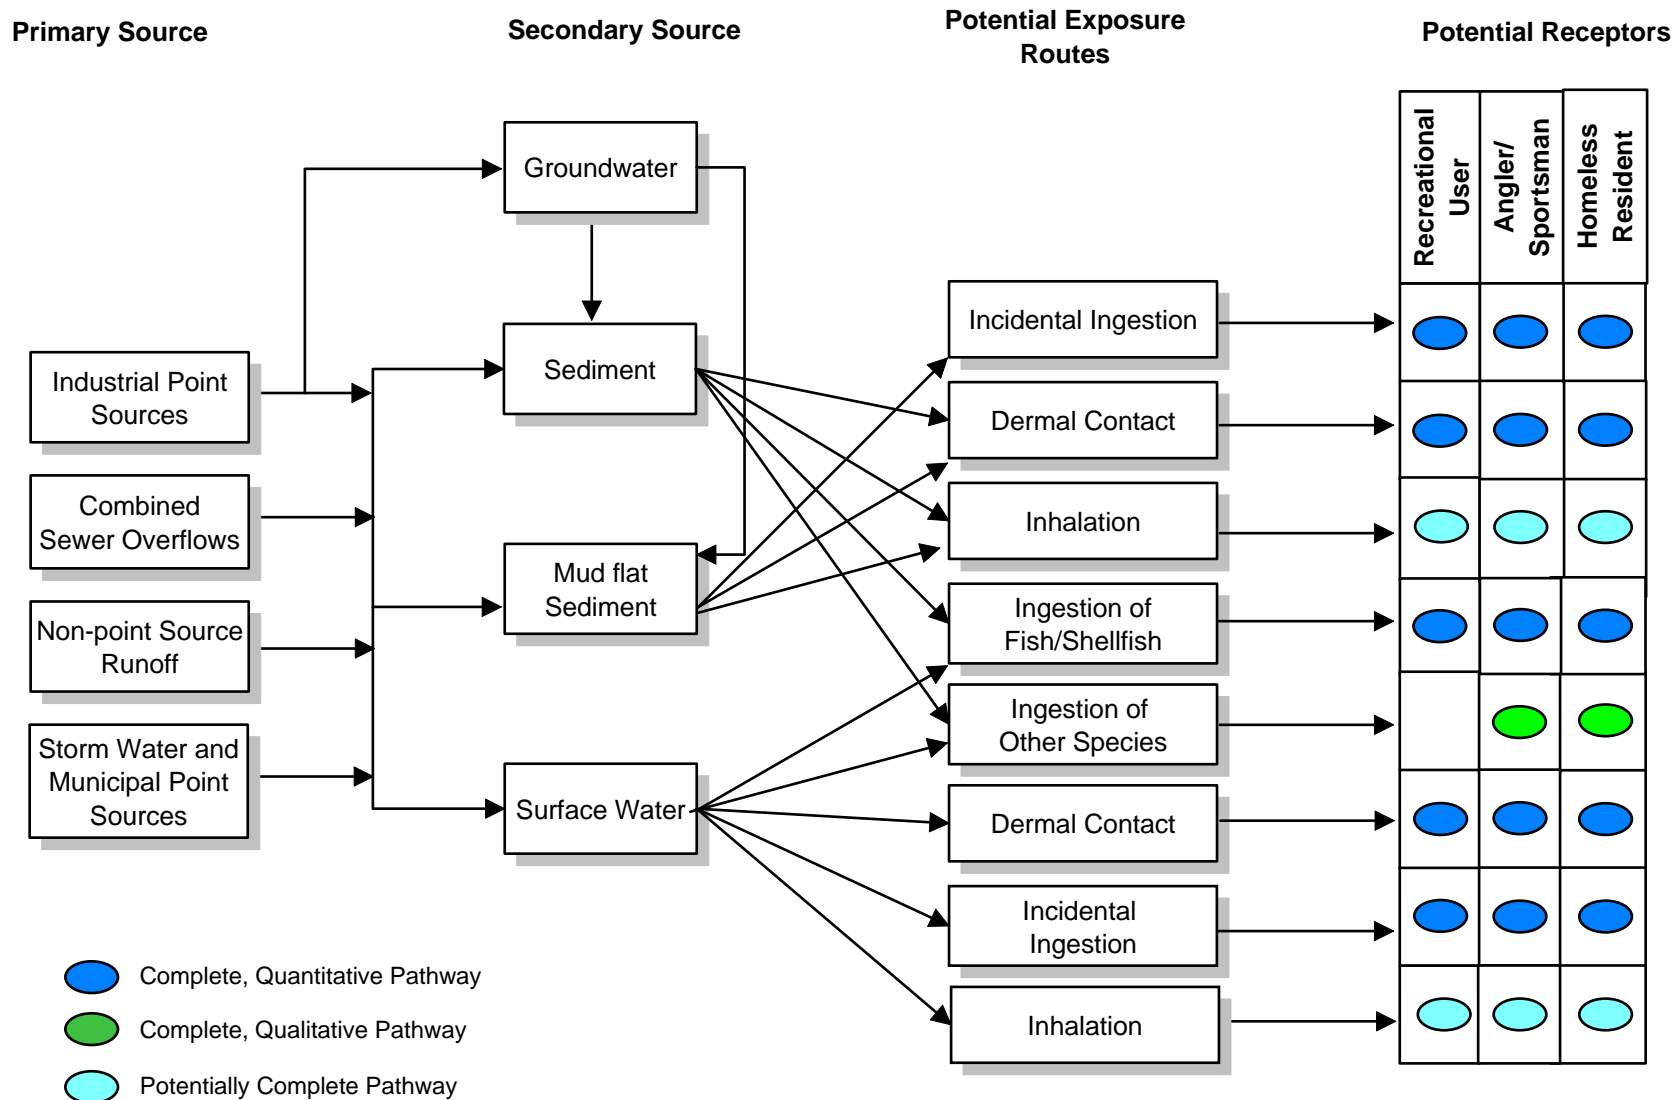 Primary Source
Secondary Source
Potential Exposure
Routes
Potential Receptors
Recreational
User
Angler/
Sportsman
Homeless
Resident
Industrial Point
Sources
Combined
Sewer Overflows
Non-point Source
Runoff
Storm Water and
Municipal Point
Sources
Groundwater
Sediment
Mud flat
Sediment
Surface Water
Incidental Ingestion
Dermal Contact
Inhalation
Ingestion of
Fish/Shellfish
Ingestion of
Other Species
Dermal Contact
Incidental
Ingestion
Inhalation
Complete, Quantitative Pathway
Complete, Qualitative Pathway
Potentially Complete Pathway